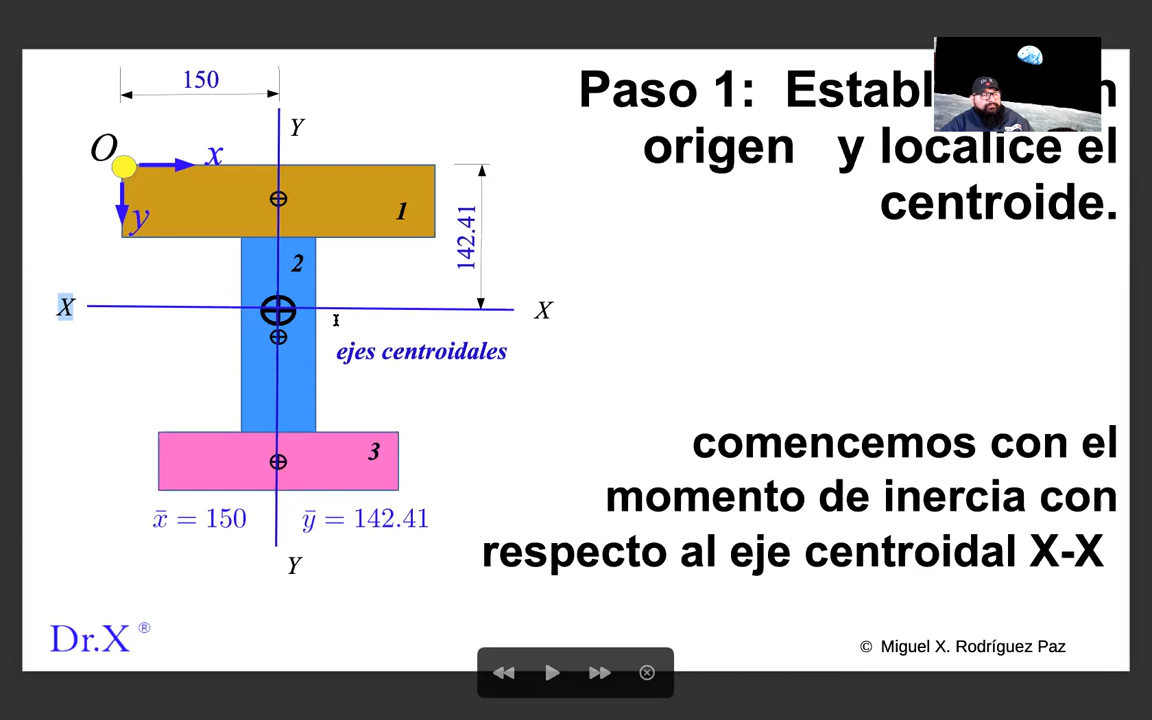 150
Y
O
x
y
1
2
142.41
X
X
ejes centroidales
3
x̄ = 150
ȳ = 142.41
Y
Paso 1: Establ n
origen y localice el
centroide.
comencemos con el
momento de inercia con
respecto al eje centroidal X-X
Dr.X ®
© Miguel X. Rodríguez Paz